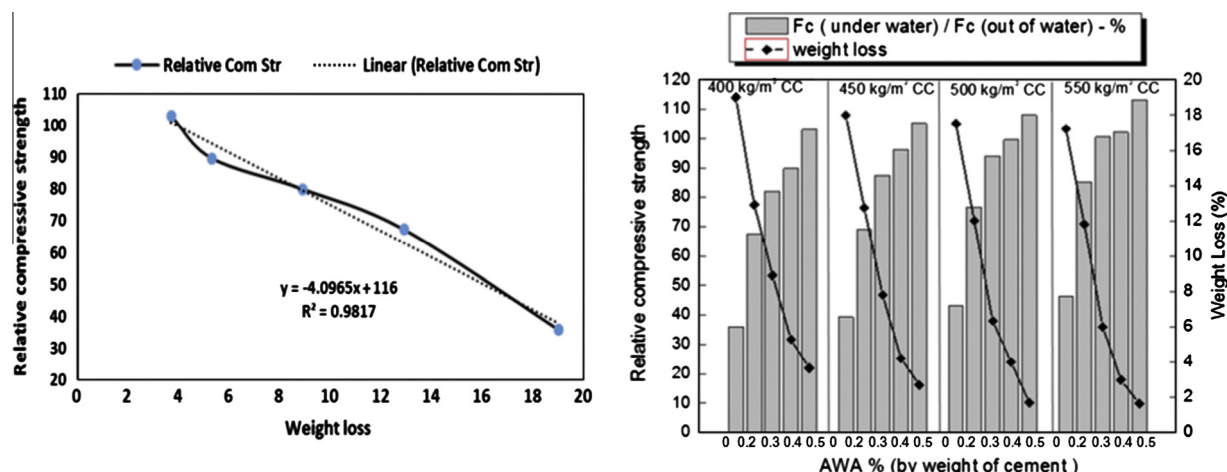 Relative Com Str
Linear (Relative Com Str)
Relative compressive strength
110
100
90
80
70
60
50
40
30
20
y = -4.0965x + 116
R² = 0.9817
0 2 4 6 8 10 12 14 16 18 20
Weight loss
Fc ( under water) / Fc (out of water) - %
weight loss
Relative compressive strength
120
110
100
90
80
70
60
50
40
30
20
10
0
400 kg/m³ CC
450 kg/m³ CC
500 kg/m³ CC
550 kg/m³ CC
20
18
16
14
12
10
8
6
4
2
0
Weight Loss (%)
0 0.2 0.3 0.4 0.5 0 0.2 0.3 0.4 0.5 0 0.2 0.3 0.4 0.5 0 0.2 0.3 0.4 0.5
AWA % (by weight of cement )